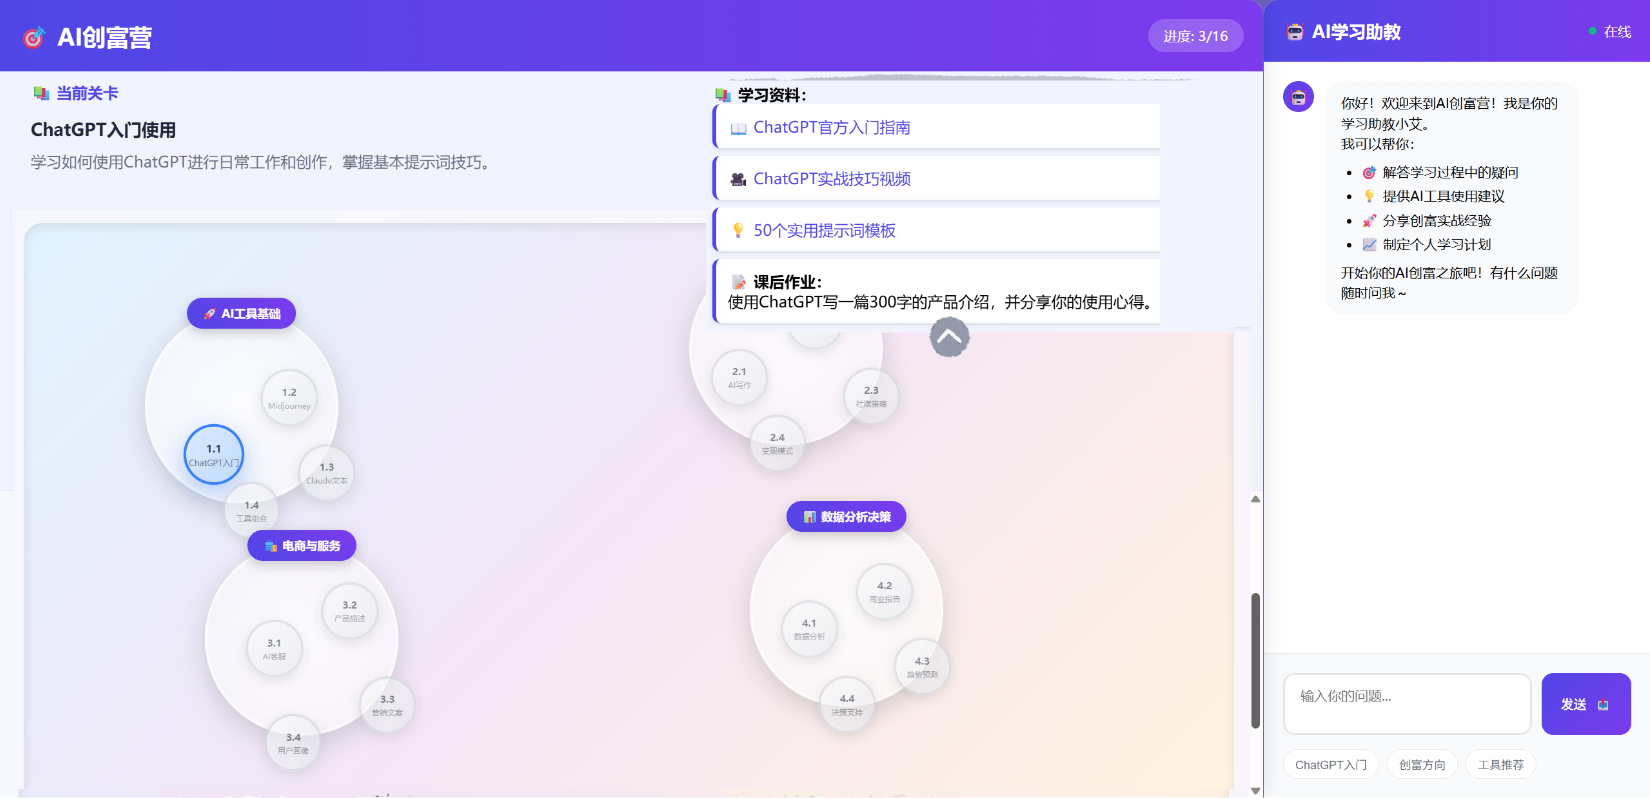 AI创富营
进度: 3/16
当前关卡
ChatGPT入门使用
学习如何使用ChatGPT进行日常工作和创作，掌握基本提示词技巧。
学习资料：
ChatGPT官方入门指南
ChatGPT实战技巧视频
50个实用提示词模板
课后作业：
使用ChatGPT写一篇300字的产品介绍，并分享你的使用心得。
AI工具基础
1.2
Midjourney
1.1
ChatGPT入门
1.3
Claude文本
1.4
工具组合
2.1
AI写作
2.3
社媒策略
2.4
变现模式
电商与服务
3.2
产品描述
3.1
AI客服
3.3
营销文案
3.4
用户画像
数据分析决策
4.2
商业报告
4.1
数据分析
4.3
趋势预测
4.4
决策支持
AI学习助教
在线
你好！欢迎来到AI创富营！我是你的
学习助教小艾。
我可以帮你：
解答学习过程中的疑问
提供AI工具使用建议
分享创富实战经验
制定个人学习计划
开始你的AI创富之旅吧！有什么问题
随时问我～
输入你的问题...
发送
ChatGPT入门
创富方向
工具推荐